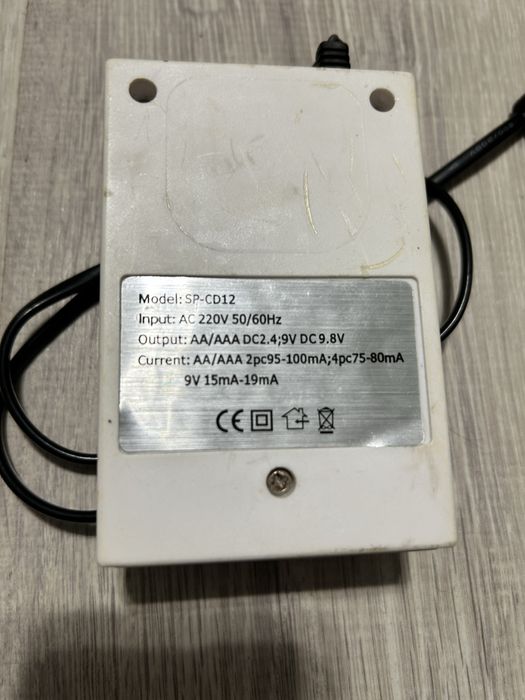 Model: SP-CD12
Input: AC 220V 50/60Hz
Output: AA/AAA DC2.4;9V DC 9.8V
Current: AA/AAA 2pc95-100mA;4pc75-80mA
9V 15mA-19mA
CE